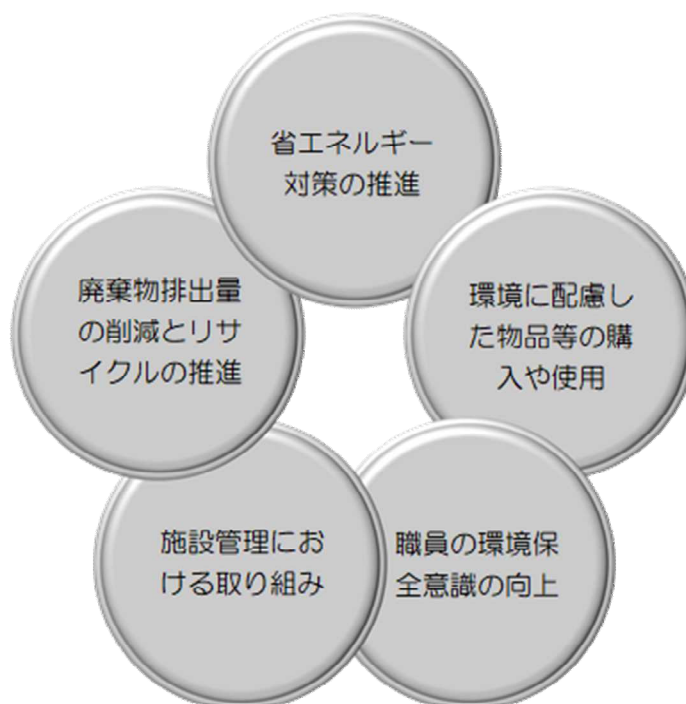 省エネルギー
対策の推進
環境に配慮し
た物品等の購
入や使用
職員の環境保
全意識の向上
施設管理にお
ける取り組み
廃棄物排出量
の削減とリサ
イクルの推進